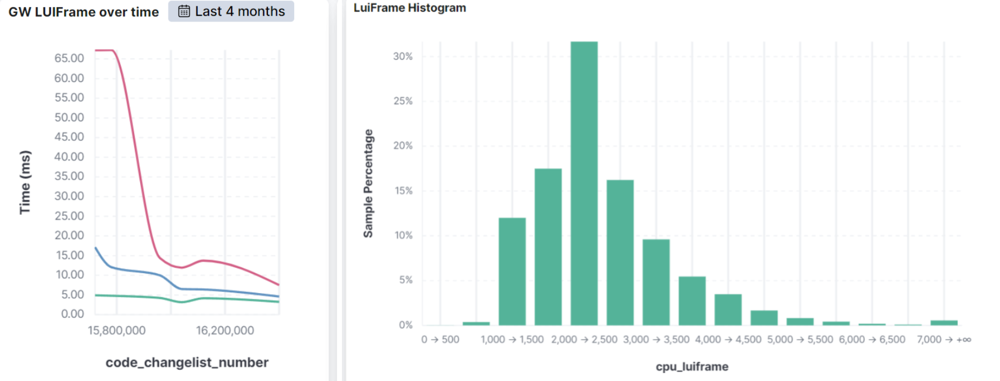 GW LUIFrame over time
Last 4 months
65.00
60.00
55.00
50.00
45.00
40.00
35.00
30.00
25.00
20.00
15.00
10.00
5.00
0.00
Time (ms)
15,800,000 16,200,000
code_changelist_number
LuiFrame Histogram
30%
25%
20%
15%
10%
5%
0%
Sample Percentage
0 → 500 1,000 → 1,500 2,000 → 2,500 3,000 → 3,500 4,000 → 4,500 5,000 → 5,500 6,000 → 6,500 7,000 → +∞
cpu_luiframe